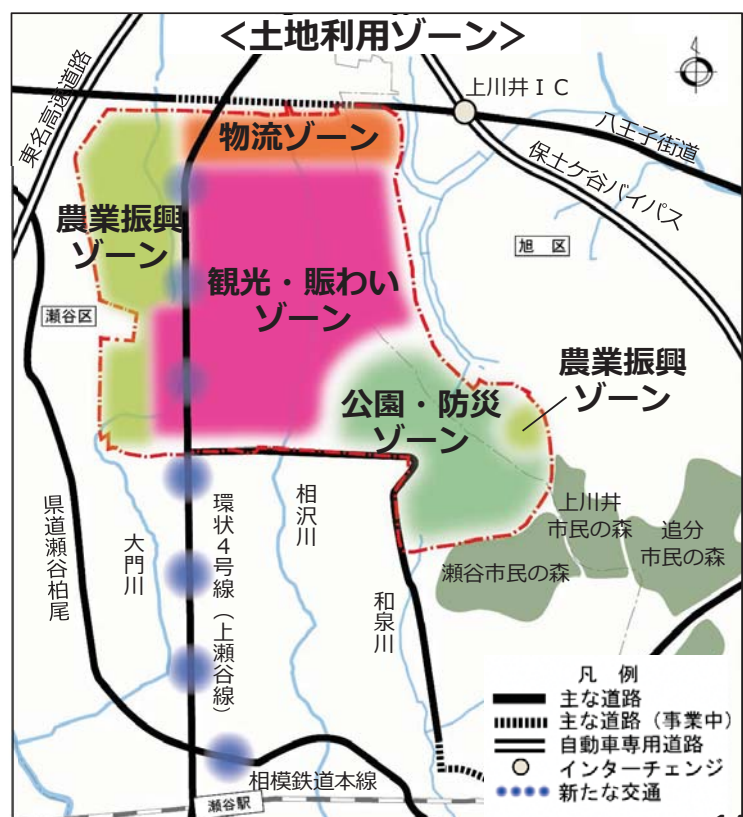 <土地利用ゾーン>
東名高速道路
上川井ＩＣ
八王子街道
保土ケ谷バイパス
物流ゾーン
農業振興
ゾーン
旭 区
観光・賑わい
ゾーン
瀬谷区
農業振興
ゾーン
公園・防災
ゾーン
上川井
市民の森
追分
市民の森
瀬谷市民の森
県道瀬谷柏尾
大門川
環状４号線（上瀬谷線）
相沢川
和泉川
相模鉄道本線
瀬谷駅
凡 例
主な道路
主な道路（事業中）
自動車専用道路
インターチェンジ
新たな交通